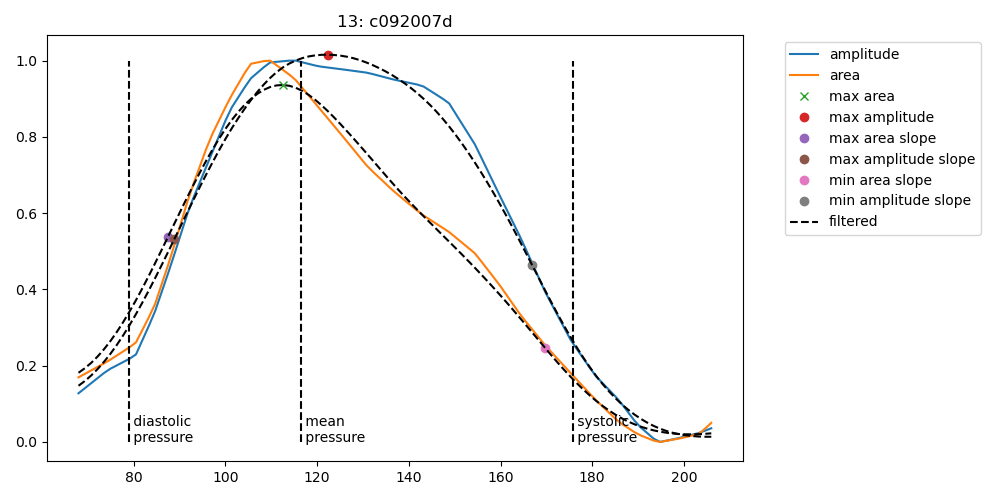 13: c092007d
1.0
0.8
0.6
0.4
0.2
0.0
diastolic
pressure
mean
pressure
systolic
pressure
80
100
120
140
160
180
200
amplitude
area
max area
max amplitude
max area slope
max amplitude slope
min area slope
min amplitude slope
filtered